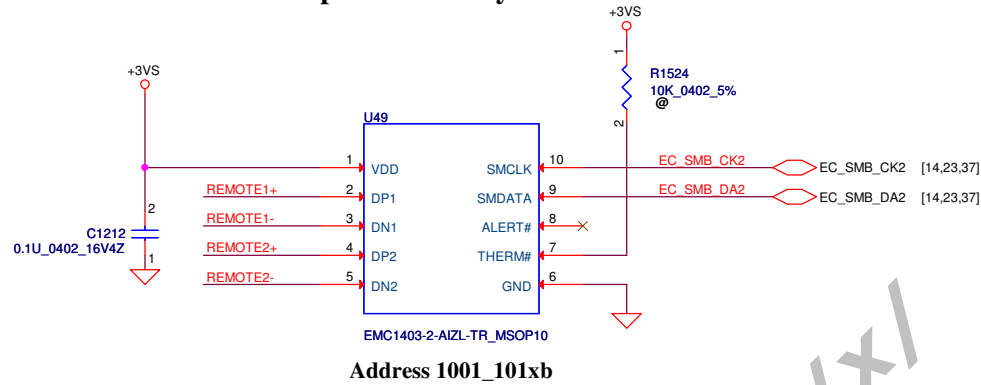 +3VS
R1524
10K_0402_5%
@
1
2
+3VS
U49
1 VDD
2 DP1
3 DN1
4 DP2
5 DN2
SMCLK 10
SMDATA 9
ALERT# 8
THERM# 7
GND 6
REMOTE1+
REMOTE1-
REMOTE2+
REMOTE2-
EC_SMB_CK2
EC_SMB_DA2
EC_SMB_CK2 [14,23,37]
EC_SMB_DA2 [14,23,37]
2
C1212
0.1U_0402_16V4Z
1
EMC1403-2-AIZL-TR_MSOP10
Address 1001_101xb